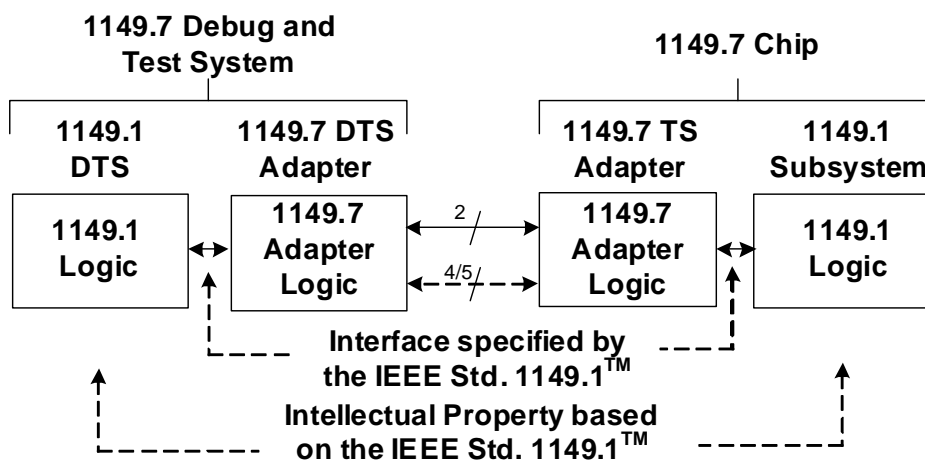 1149.7 Debug and
Test System
1149.7 Chip
1149.1
DTS
1149.7 DTS
Adapter
1149.7 TS
Adapter
1149.1
Subsystem
1149.1
Logic
1149.7
Adapter
Logic
2
4/5
1149.7
Adapter
Logic
1149.1
Logic
Interface specified by
the IEEE Std. 1149.1TM
Intellectual Property based
on the IEEE Std. 1149.1TM